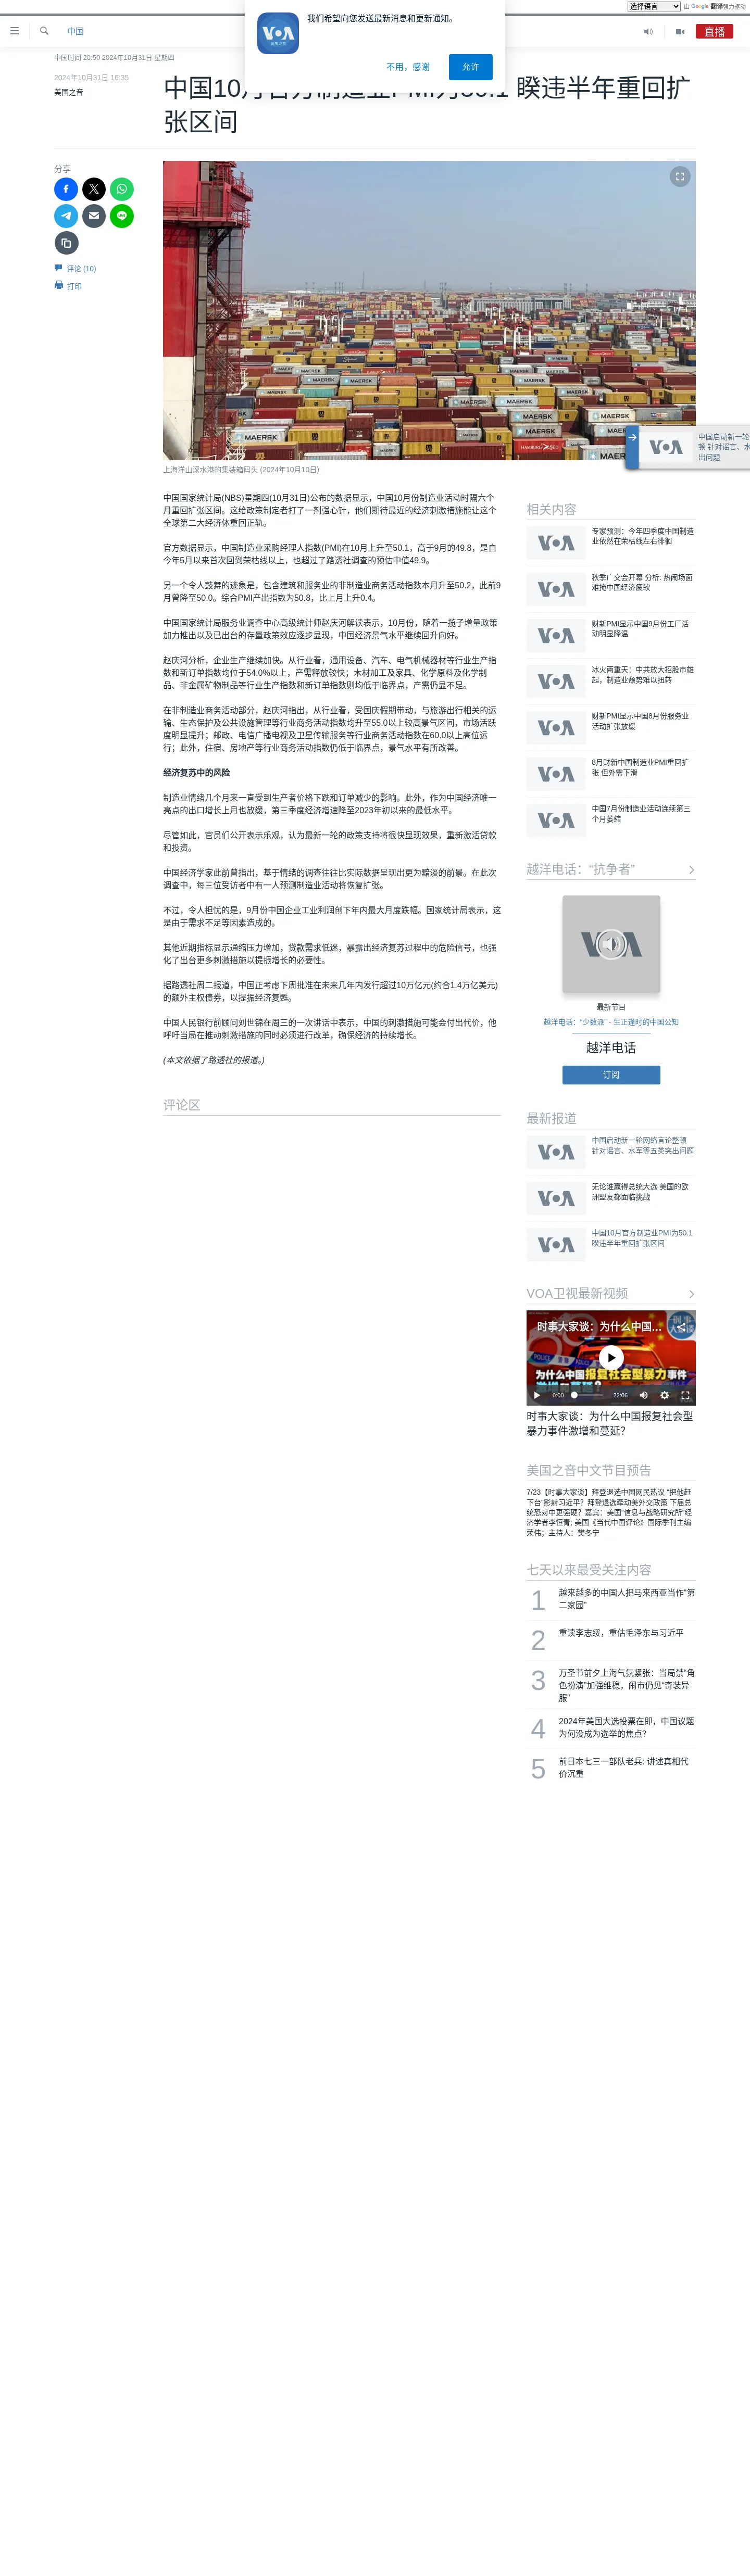 选择语言 由 Google 翻译强力驱动
我们希望向您发送最新消息和更新通知。
VOA
美国之音
不用，感谢
允许
中国
直播
中国时间 20:50 2024年10月31日 星期四
2024年10月31日 16:35
美国之音
中国10月官方制造业PMI为50.1 睽违半年重回扩
张区间
分享
评论 (10)
打印
MAERSK
MAERSK
MAERSK
MAERSK
MAERSK
HAMBURG SÜD
上海洋山深水港的集装箱码头 (2024年10月10日)
VOA
中国启动新一轮
顿 针对谣言、水
出问题
中国国家统计局(NBS)星期四(10月31日)公布的数据显示，中国10月份制造业活动时隔六个
月重回扩张区间。这给政策制定者打了一剂强心针，他们期待最近的经济刺激措施能让这个
全球第二大经济体重回正轨。
官方数据显示，中国制造业采购经理人指数(PMI)在10月上升至50.1，高于9月的49.8，是自
今年5月以来首次回到荣枯线以上，也超过了路透社调查的预估中值49.9。
另一个令人鼓舞的迹象是，包含建筑和服务业的非制造业商务活动指数本月升至50.2，此前9
月曾降至50.0。综合PMI产出指数为50.8，比上月上升0.4。
中国国家统计局服务业调查中心高级统计师赵庆河解读表示，10月份，随着一揽子增量政策
加力推出以及已出台的存量政策效应逐步显现，中国经济景气水平继续回升向好。
赵庆河分析，企业生产继续加快。从行业看，通用设备、汽车、电气机械器材等行业生产指
数和新订单指数均位于54.0%以上，产需释放较快；木材加工及家具、化学原料及化学制
品、非金属矿物制品等行业生产指数和新订单指数则均低于临界点，产需仍显不足。
在非制造业商务活动部分，赵庆河指出，从行业看，受国庆假期带动，与旅游出行相关的运
输、生态保护及公共设施管理等行业商务活动指数均升至55.0以上较高景气区间，市场活跃
度明显提升；邮政、电信广播电视及卫星传输服务等行业商务活动指数在60.0以上高位运
行；此外，住宿、房地产等行业商务活动指数仍低于临界点，景气水平有所改善。
经济复苏中的风险
制造业情绪几个月来一直受到生产者价格下跌和订单减少的影响。此外，作为中国经济唯一
亮点的出口增长上月也放缓，第三季度经济增速降至2023年初以来的最低水平。
尽管如此，官员们公开表示乐观，认为最新一轮的政策支持将很快显现效果，重新激活贷款
和投资。
中国经济学家此前曾指出，基于情绪的调查往往比实际数据呈现出更为黯淡的前景。在此次
调查中，每三位受访者中有一人预测制造业活动将恢复扩张。
不过，令人担忧的是，9月份中国企业工业利润创下年内最大月度跌幅。国家统计局表示，这
是由于需求不足等因素造成的。
其他近期指标显示通缩压力增加，贷款需求低迷，暴露出经济复苏过程中的危险信号，也强
化了出台更多刺激措施以提振增长的必要性。
据路透社周二报道，中国正考虑下周批准在未来几年内发行超过10万亿元(约合1.4万亿美元)
的额外主权债券，以提振经济复甦。
中国人民银行前顾问刘世锦在周三的一次讲话中表示，中国的刺激措施可能会付出代价，他
呼吁当局在推动刺激措施的同时必须进行改革，确保经济的持续增长。
(本文依据了路透社的报道。)
评论区
相关内容
VOA
专家预测：今年四季度中国制造
业依然在荣枯线左右徘徊
VOA
秋季广交会开幕 分析: 热闹场面
难掩中国经济疲软
VOA
财新PMI显示中国9月份工厂活
动明显降温
VOA
冰火两重天：中共放大招股市雄
起，制造业颓势难以扭转
VOA
财新PMI显示中国8月份服务业
活动扩张放缓
VOA
8月财新中国制造业PMI重回扩
张 但外需下滑
VOA
中国7月份制造业活动连续第三
个月萎缩
越洋电话：“抗争者”
VOA
最新节目
越洋电话：“少数派” - 生正逢时的中国公知
越洋电话
订阅
最新报道
VOA
中国启动新一轮网络言论整顿
针对谣言、水军等五类突出问题
VOA
无论谁赢得总统大选 美国的欧
洲盟友都面临挑战
VOA
中国10月官方制造业PMI为50.1
睽违半年重回扩张区间
VOA卫视最新视频
时事大家谈：为什么中国...
为什么中国报复社会型暴力事件
激增和蔓延？
0:00
22:06
时事大家谈：为什么中国报复社会型
暴力事件激增和蔓延？
美国之音中文节目预告
7/23【时事大家谈】拜登退选中国网民热议 “把他赶
下台”影射习近平？拜登退选牵动美外交政策 下届总
统恐对中更强硬？嘉宾：美国“信息与战略研究所”经
济学者李恒青; 美国《当代中国评论》国际季刊主编
荣伟；主持人：樊冬宁
七天以来最受关注内容
1
越来越多的中国人把马来西亚当作“第
二家园”
2
重读李志绥，重估毛泽东与习近平
3
万圣节前夕上海气氛紧张：当局禁“角
色扮演”加强维稳，闹市仍见“奇装异
服”
4
2024年美国大选投票在即，中国议题
为何没成为选举的焦点？
5
前日本七三一部队老兵: 讲述真相代
价沉重